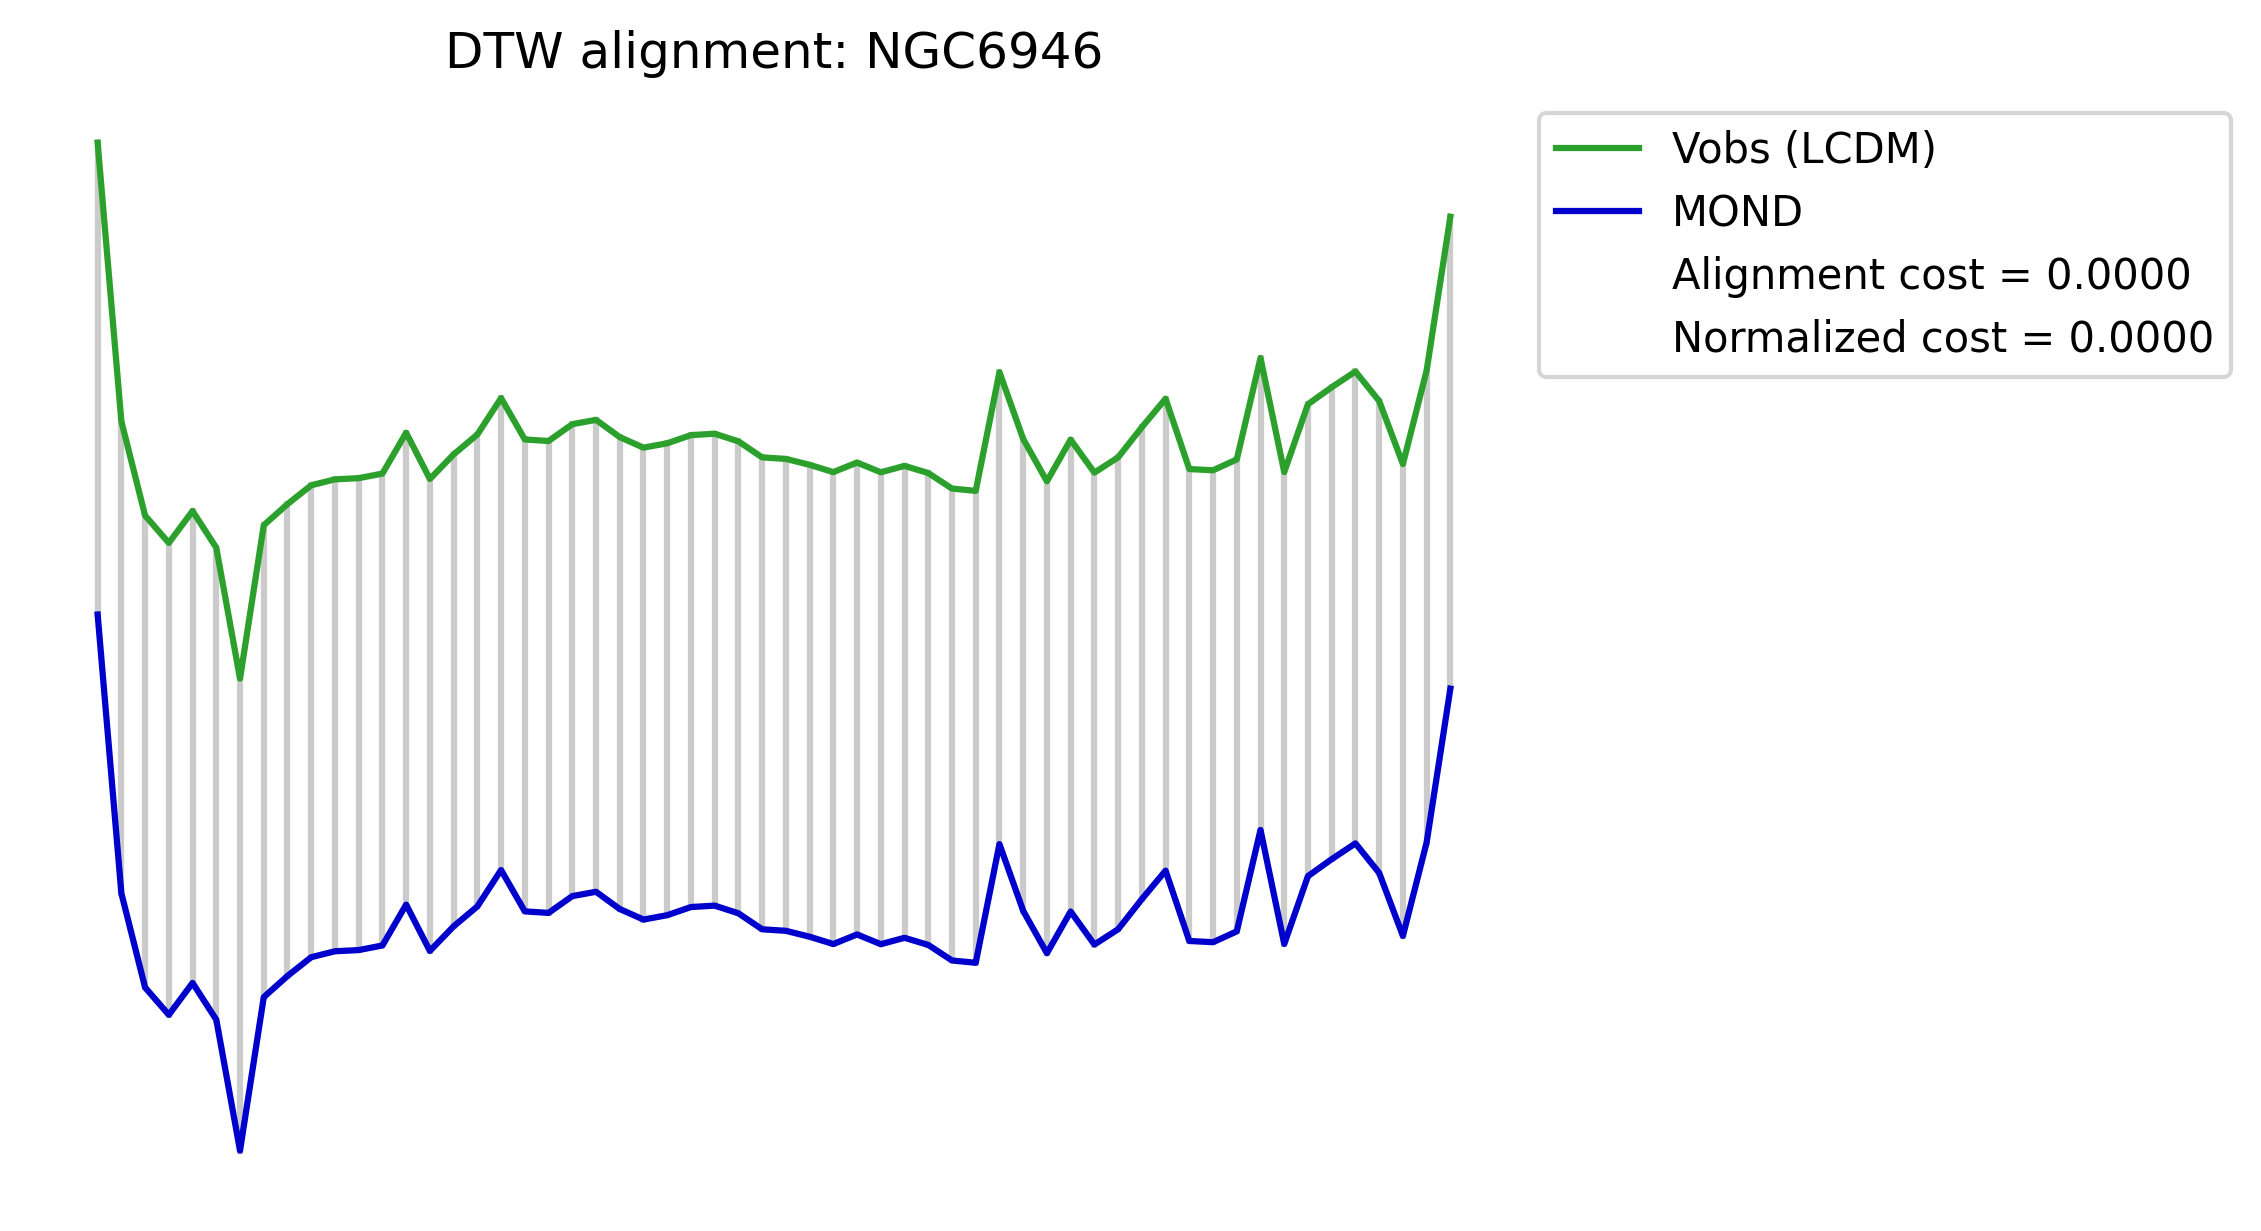 DTW alignment: NGC6946
Vobs (LCDM)
MOND
Alignment cost = 0.0000
Normalized cost = 0.0000